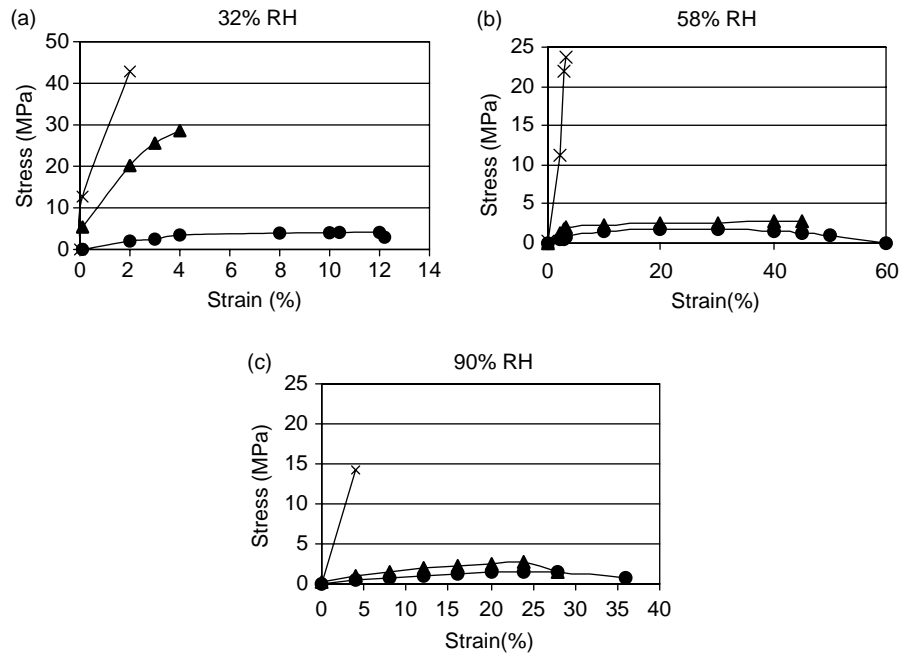 (a)
32% RH
Stress (MPa)
50
40
30
20
10
0
0 2 4 6 8 10 12 14
Strain (%)
(b)
58% RH
Stress (MPa)
25
20
15
10
5
0
0 20 40 60
Strain(%)
(c)
90% RH
Stress (MPa)
25
20
15
10
5
0
0 5 10 15 20 25 30 35 40
Strain(%)